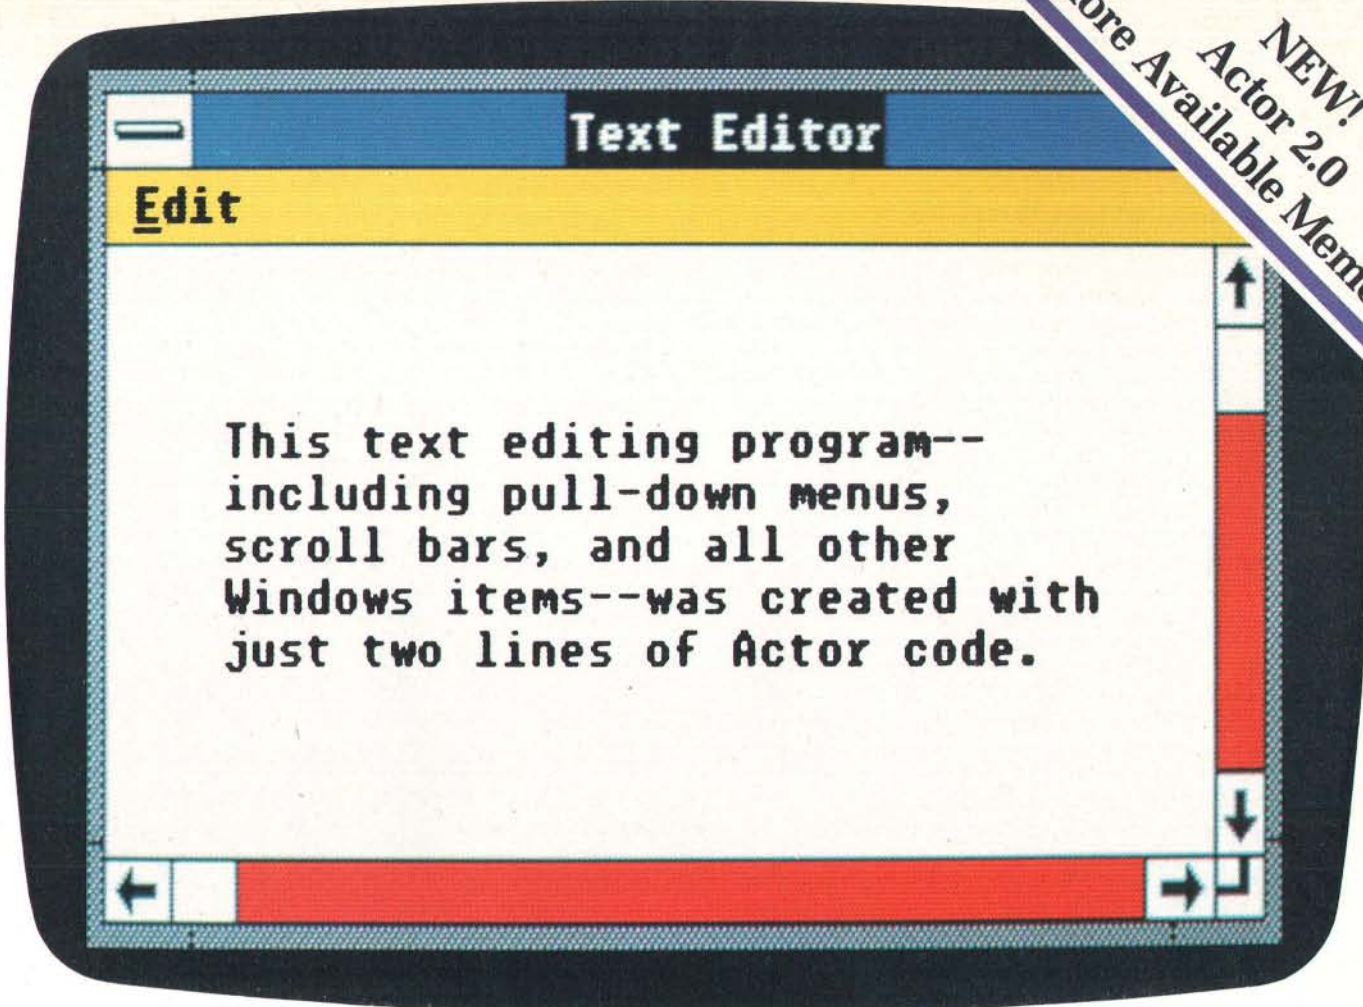 NEW!
Actor 2.0
Available
Text Editor
Edit
This text editing program--
including pull-down menus,
scroll bars, and all other
Windows items--was created with
just two lines of Actor code.